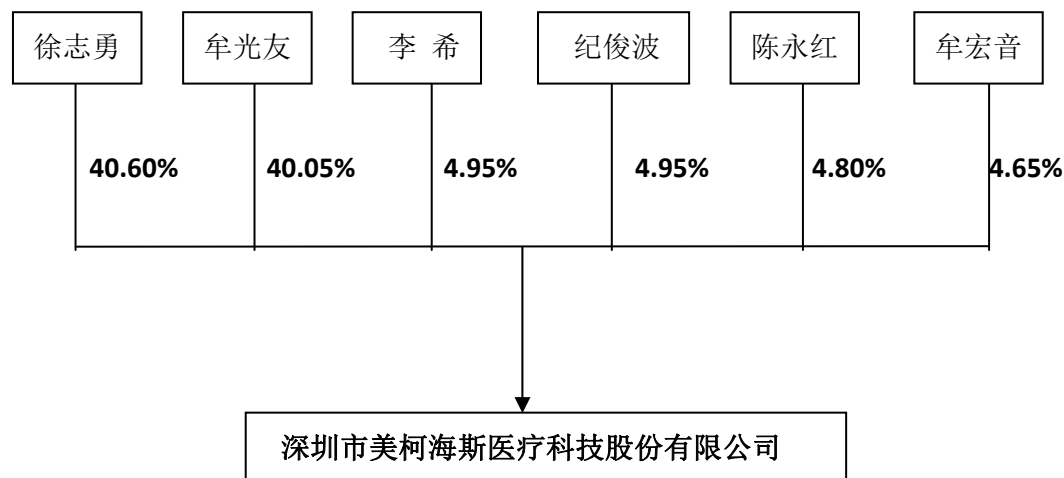 徐志勇
牟光友
李 希
纪俊波
陈永红
牟宏音
40.60%
40.05%
4.95%
4.95%
4.80%
4.65%
深圳市美柯海斯医疗科技股份有限公司